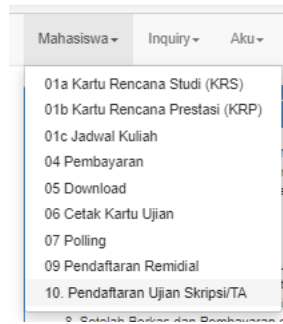 Mahasiswa Inquiry Aku
01a Kartu Rencana Studi (KRS)
01b Kartu Rencana Prestasi (KRP)
01c Jadwal Kuliah
04 Pembayaran
05 Download
06 Cetak Kartu Ujian
07 Polling
09 Pendaftaran Remidial
10. Pendaftaran Ujian Skripsi/TA
8. Setelah Berkas dan Pembayaran